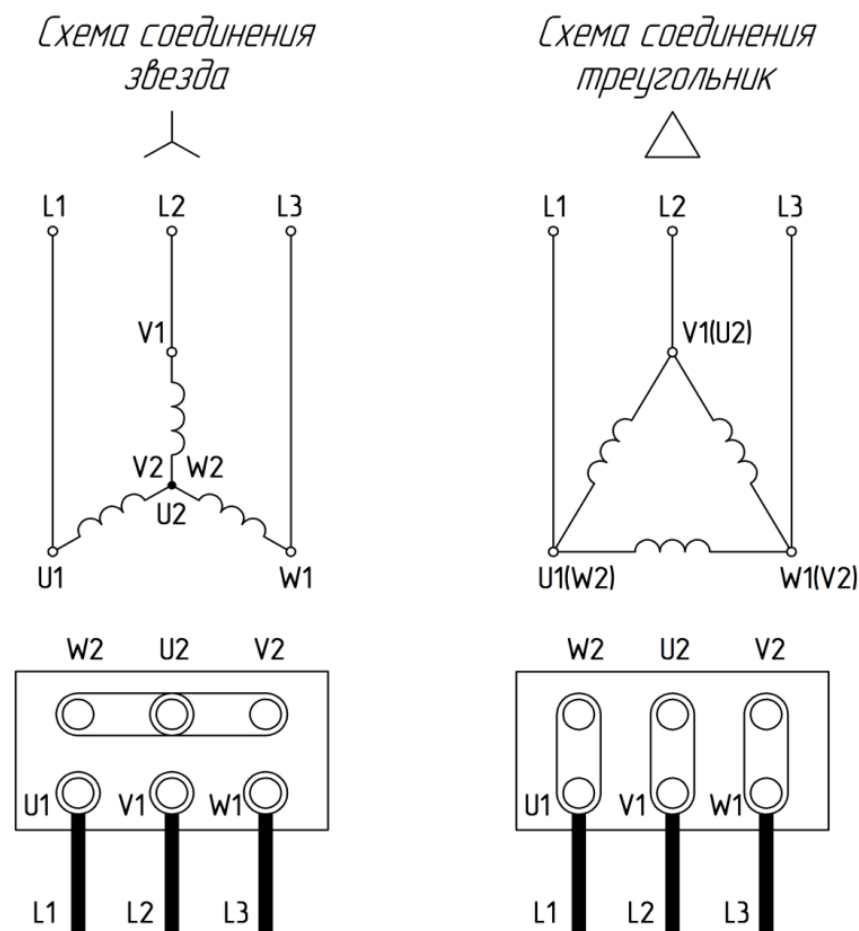 Схема соединения
звезда
L1 L2 L3
V1
V2 W2
U2
U1 W1
W2 U2 V2
U1 V1 W1
L1 L2 L3
Схема соединения
треугольник
L1 L2 L3
V1(U2)
U1(W2) W1(V2)
W2 U2 V2
U1 V1 W1
L1 L2 L3